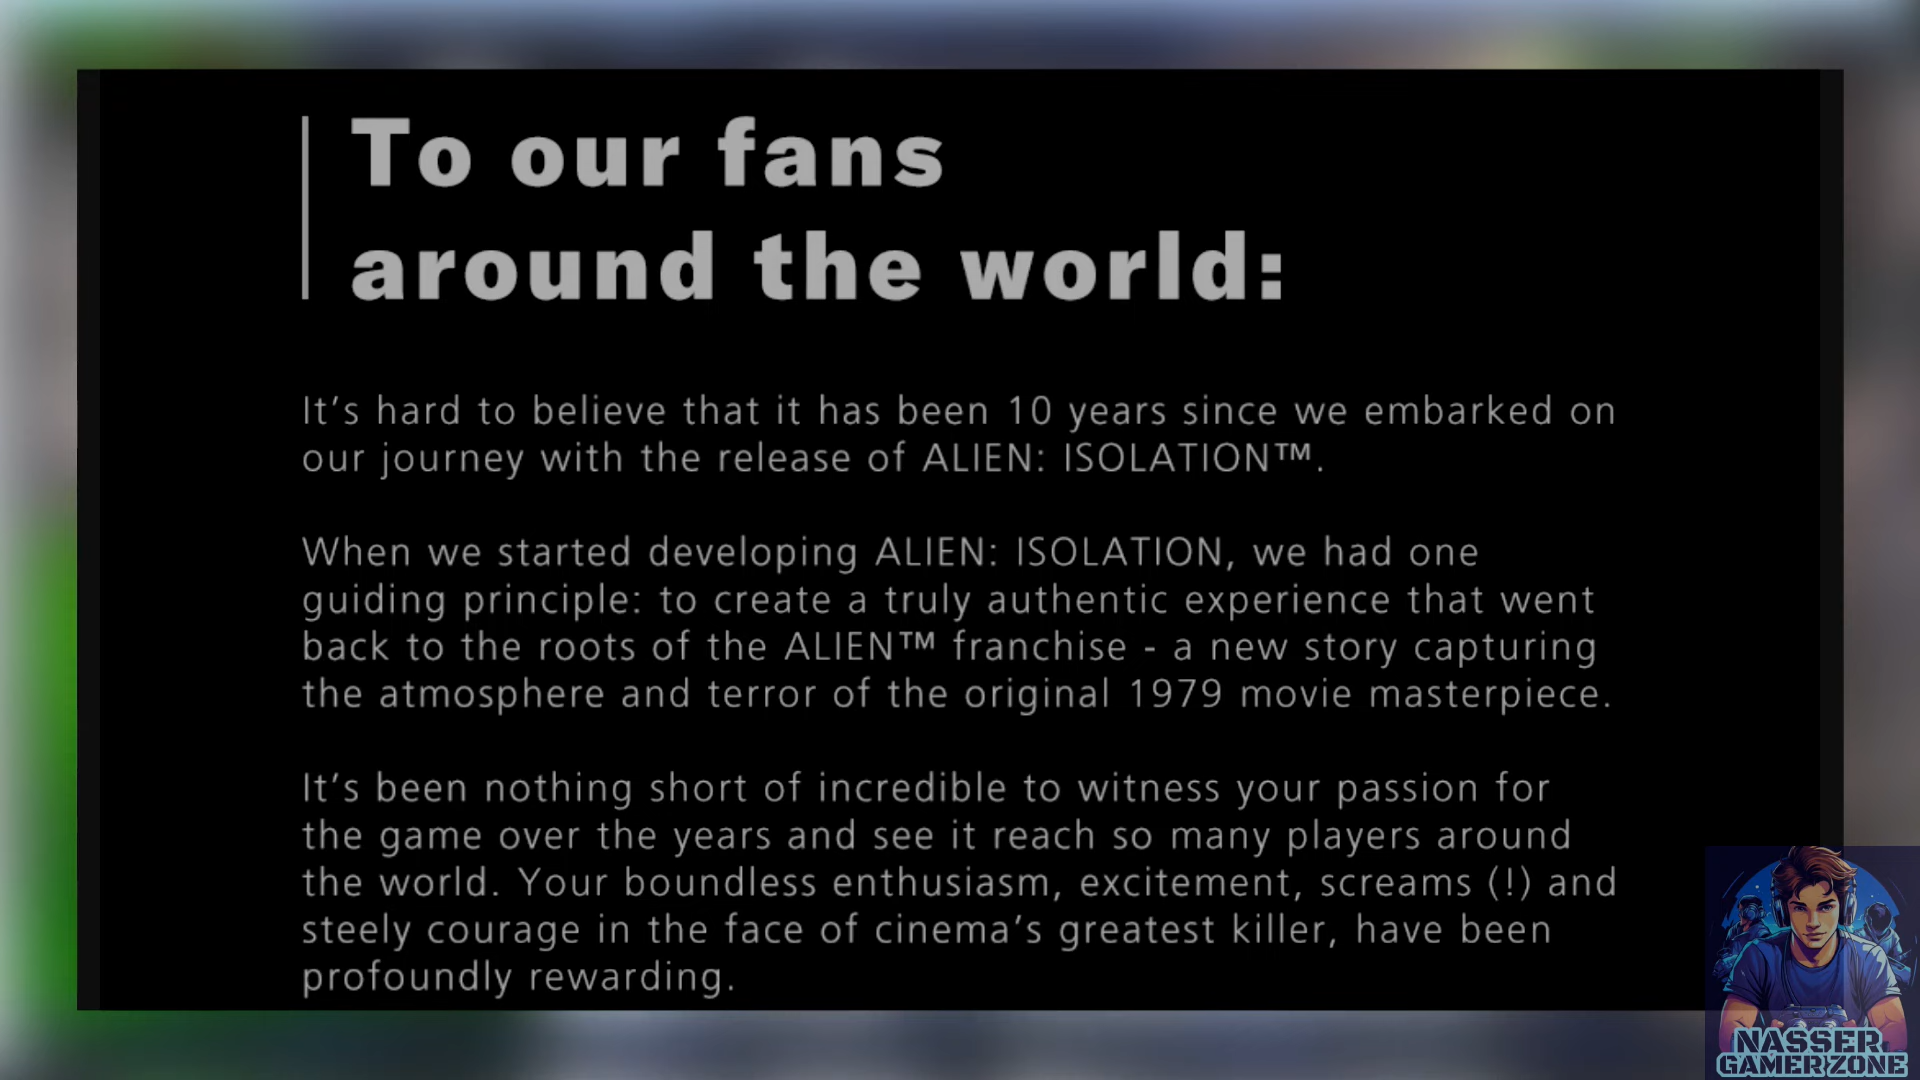 To our fans
around the world:
It's hard to believe that it has been 10 years since we embarked on
our journey with the release of ALIEN: ISOLATION™.
When we started developing ALIEN: ISOLATION, we had one
guiding principle: to create a truly authentic experience that went
back to the roots of the ALIEN™ franchise - a new story capturing
the atmosphere and terror of the original 1979 movie masterpiece.
It's been nothing short of incredible to witness your passion for
the game over the years and see it reach so many players around
the world. Your boundless enthusiasm, excitement, screams (!) and
steely courage in the face of cinema's greatest killer, have been
profoundly rewarding.
NASSER
GAMER ZONE